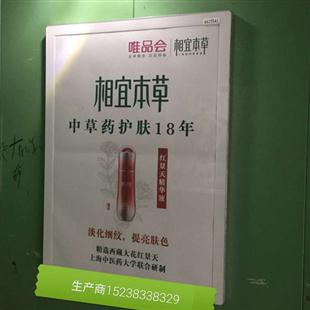 唯品会 相宜本草
相宜本草
中草药护肤18年
红景天精华液
淡化细纹，提亮肤色
精选西藏大花红景天
上海中医药大学联合研制
生产商15238338329